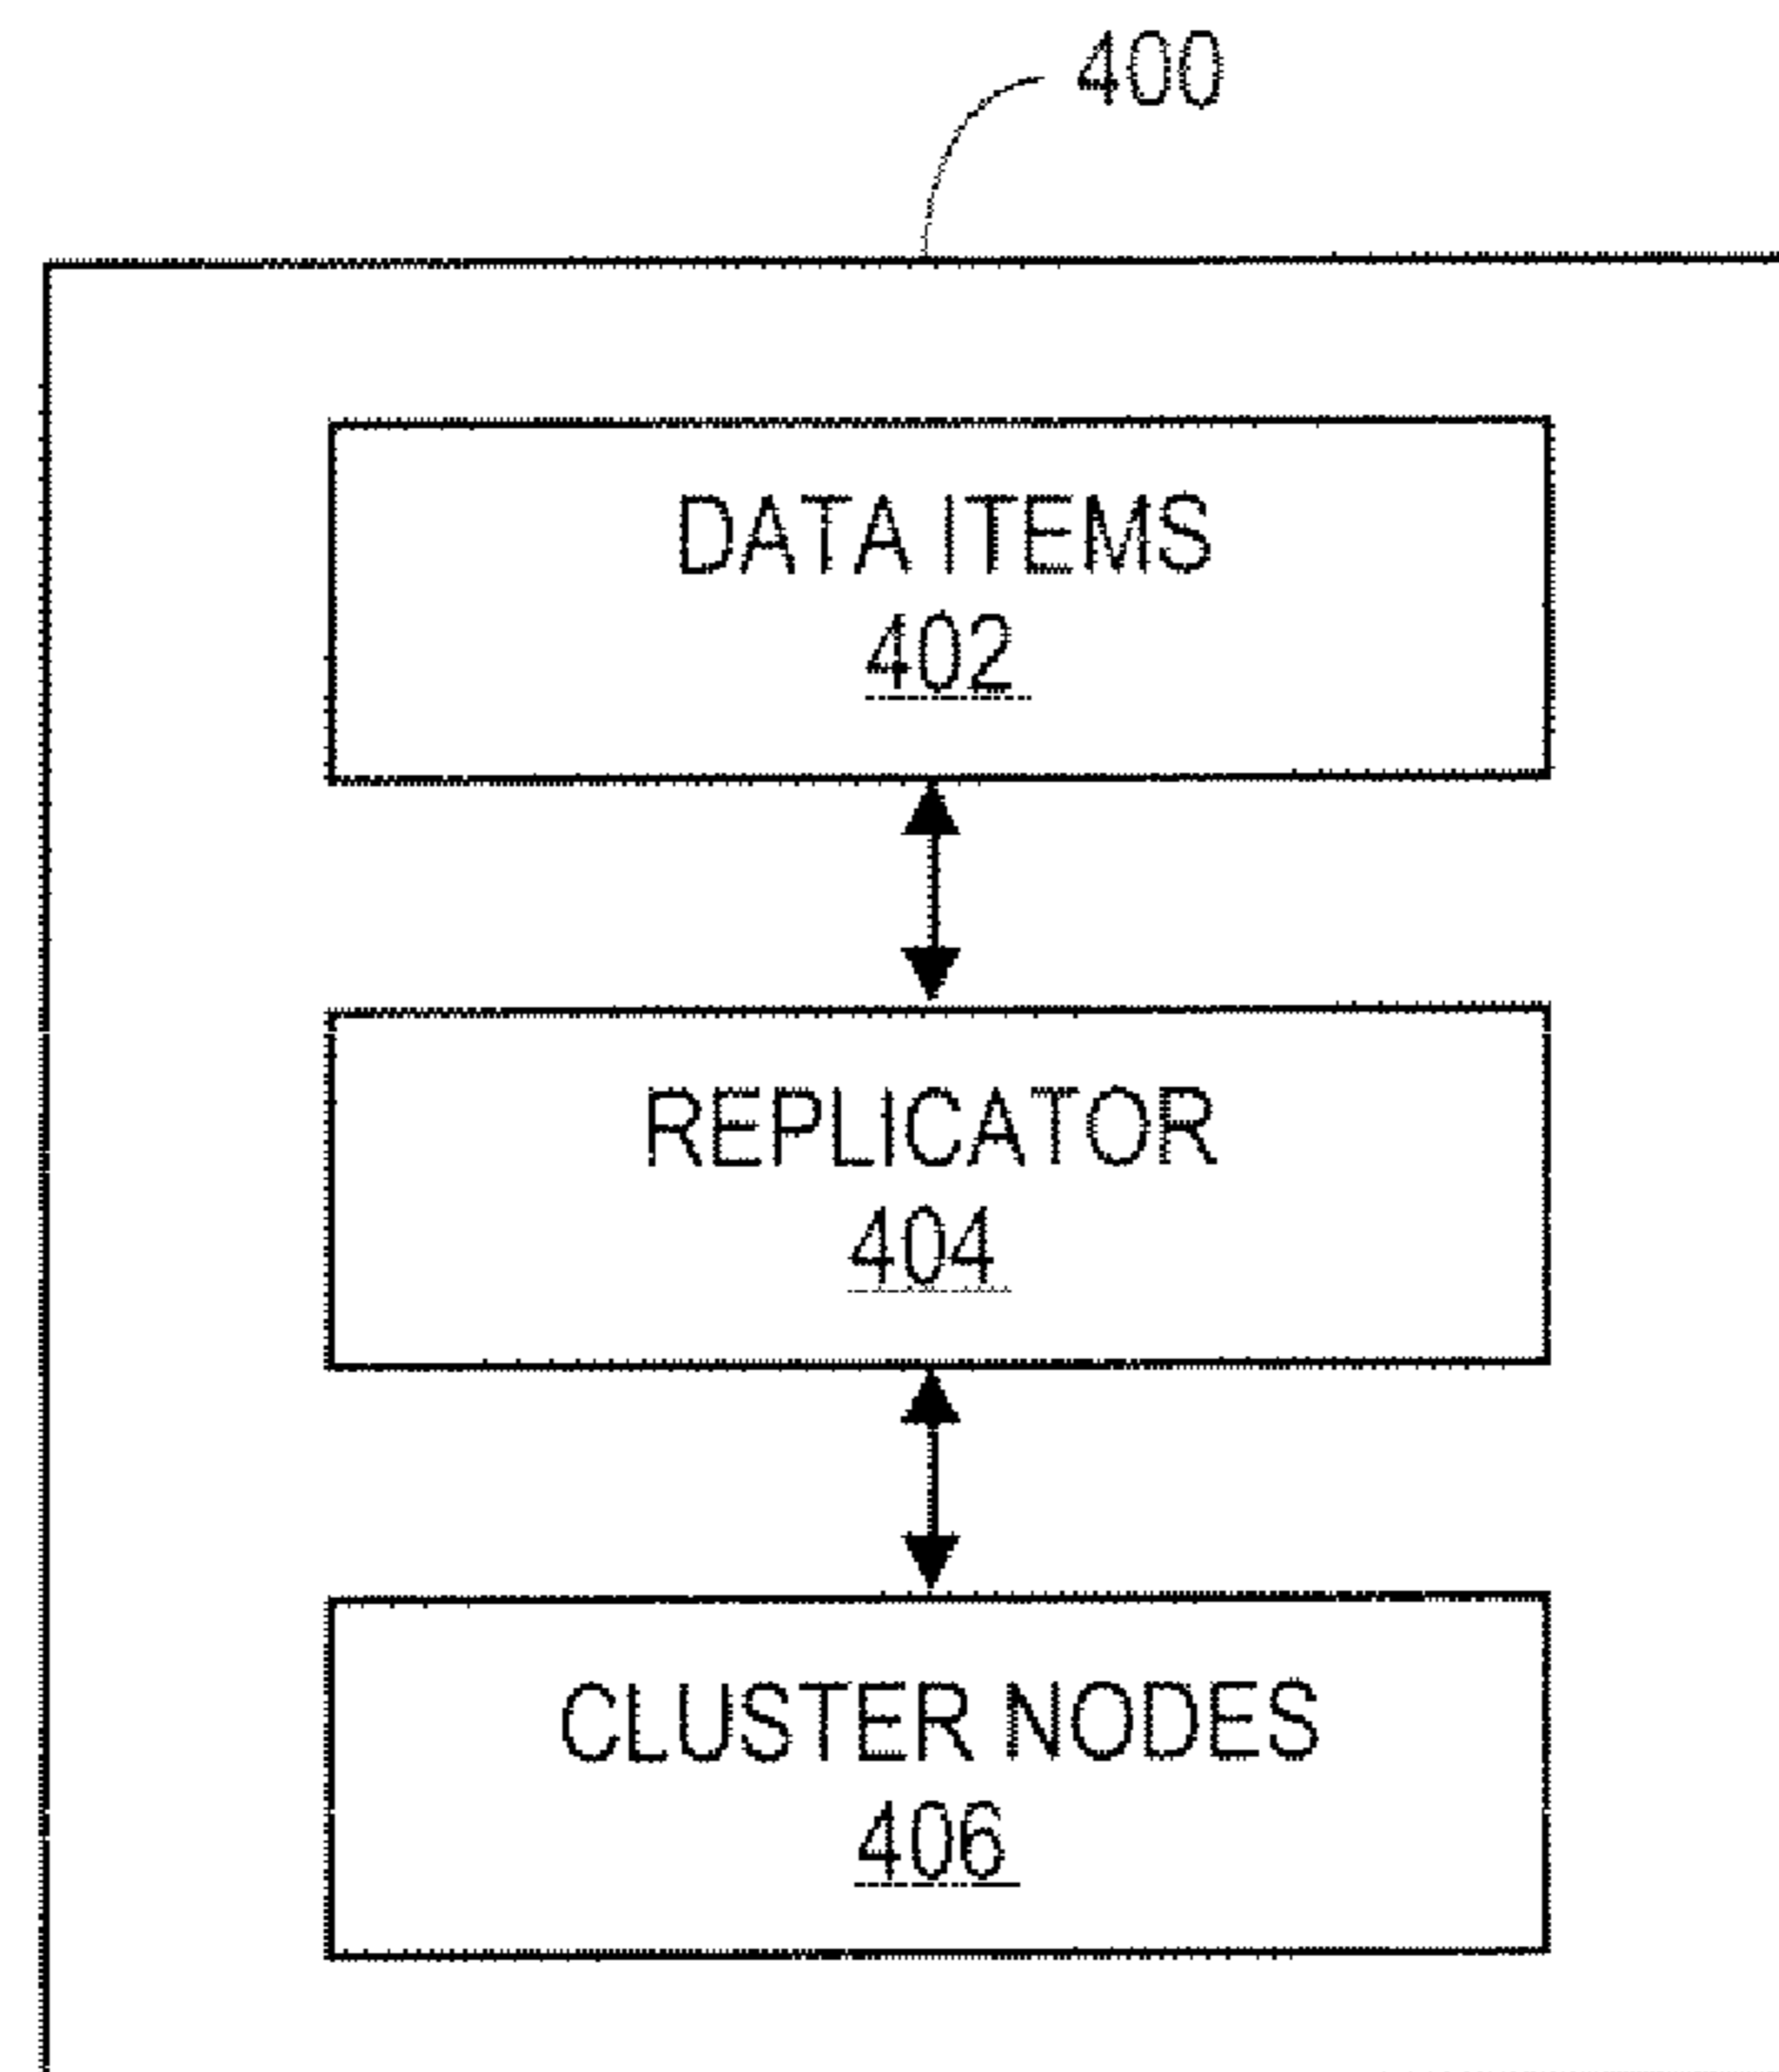 400
DATA ITEMS
402
REPLICATOR
404
CLUSTER NODES
406